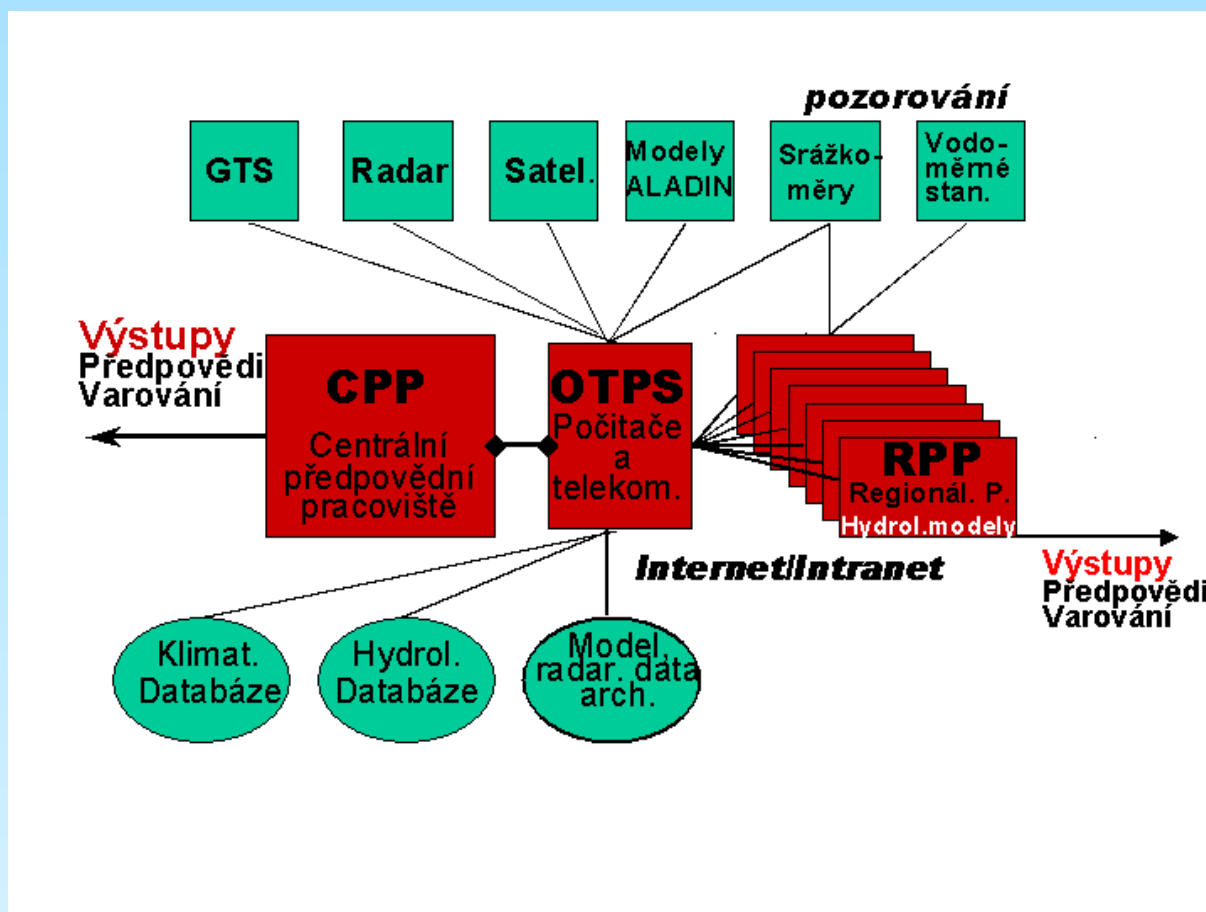 pozorování
GTS
Radar
Satel.
Modely
ALADIN
Srážko-
měry
Vodo-
měrné
stan.
Výstupy
Předpovědi
Varování
CPP
Centrální
předpovědní
pracoviště
OTPS
Počitače
a
telekom.
RPP
Regionál. P.
Hydrol.modely
Internet/Intranet
Výstupy
Předpovědi
Varování
Klimat.
Databáze
Hydrol.
Databáze
Model,
radar. data
arch.